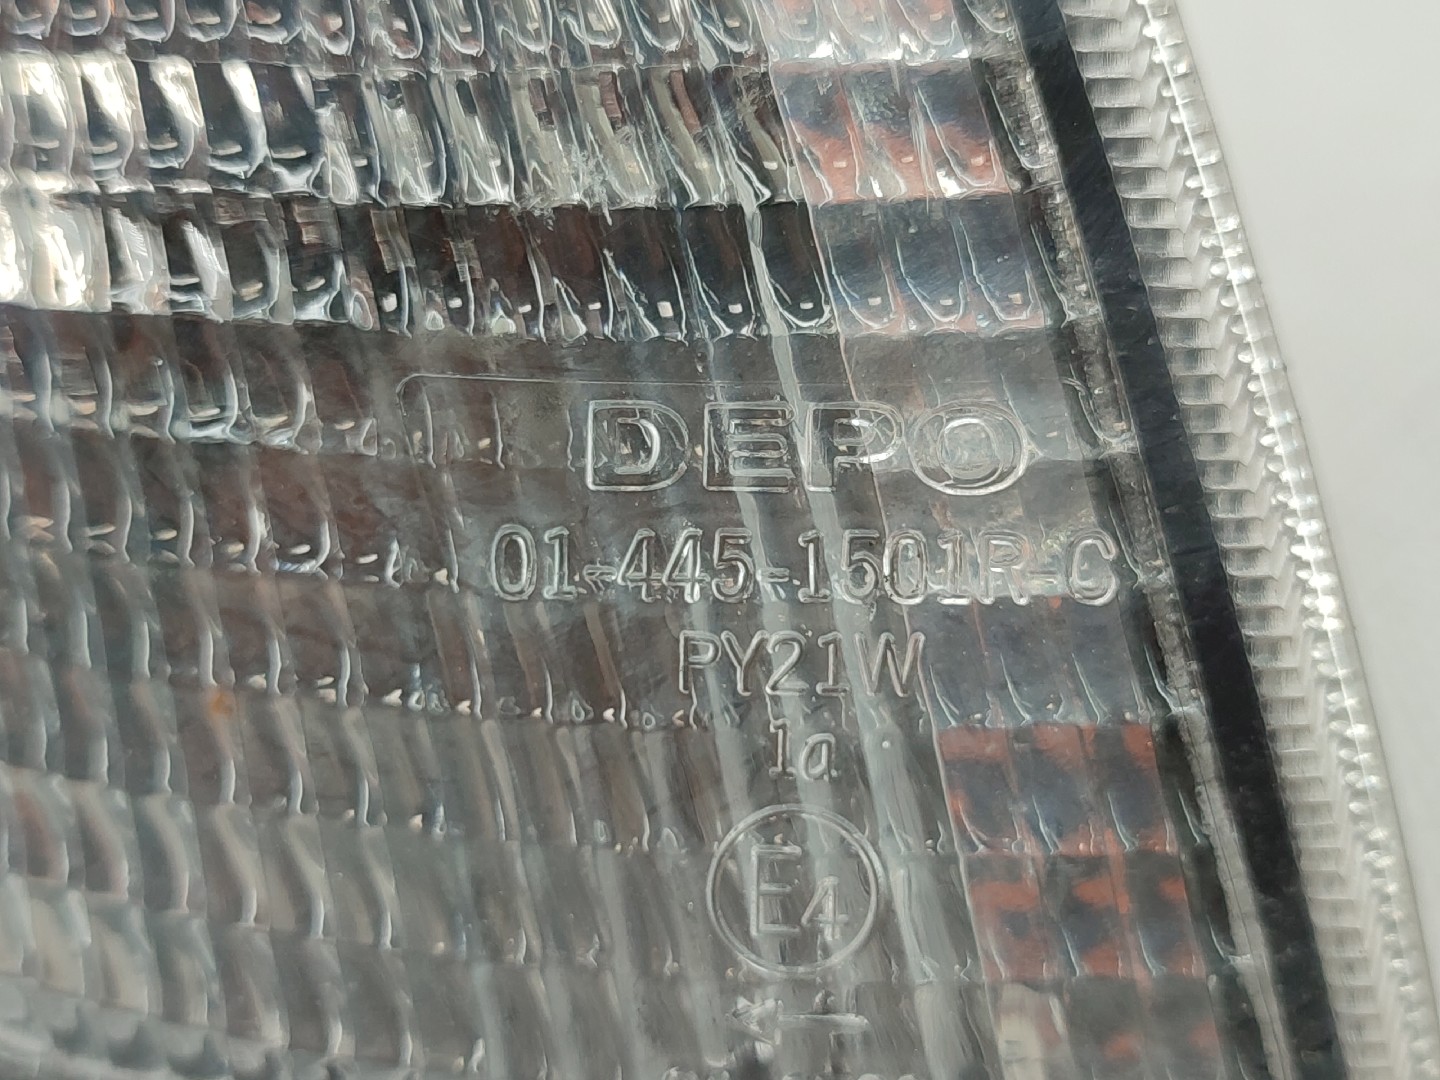 DEPO
01-445-1501R-C
PY21W
1a
E4